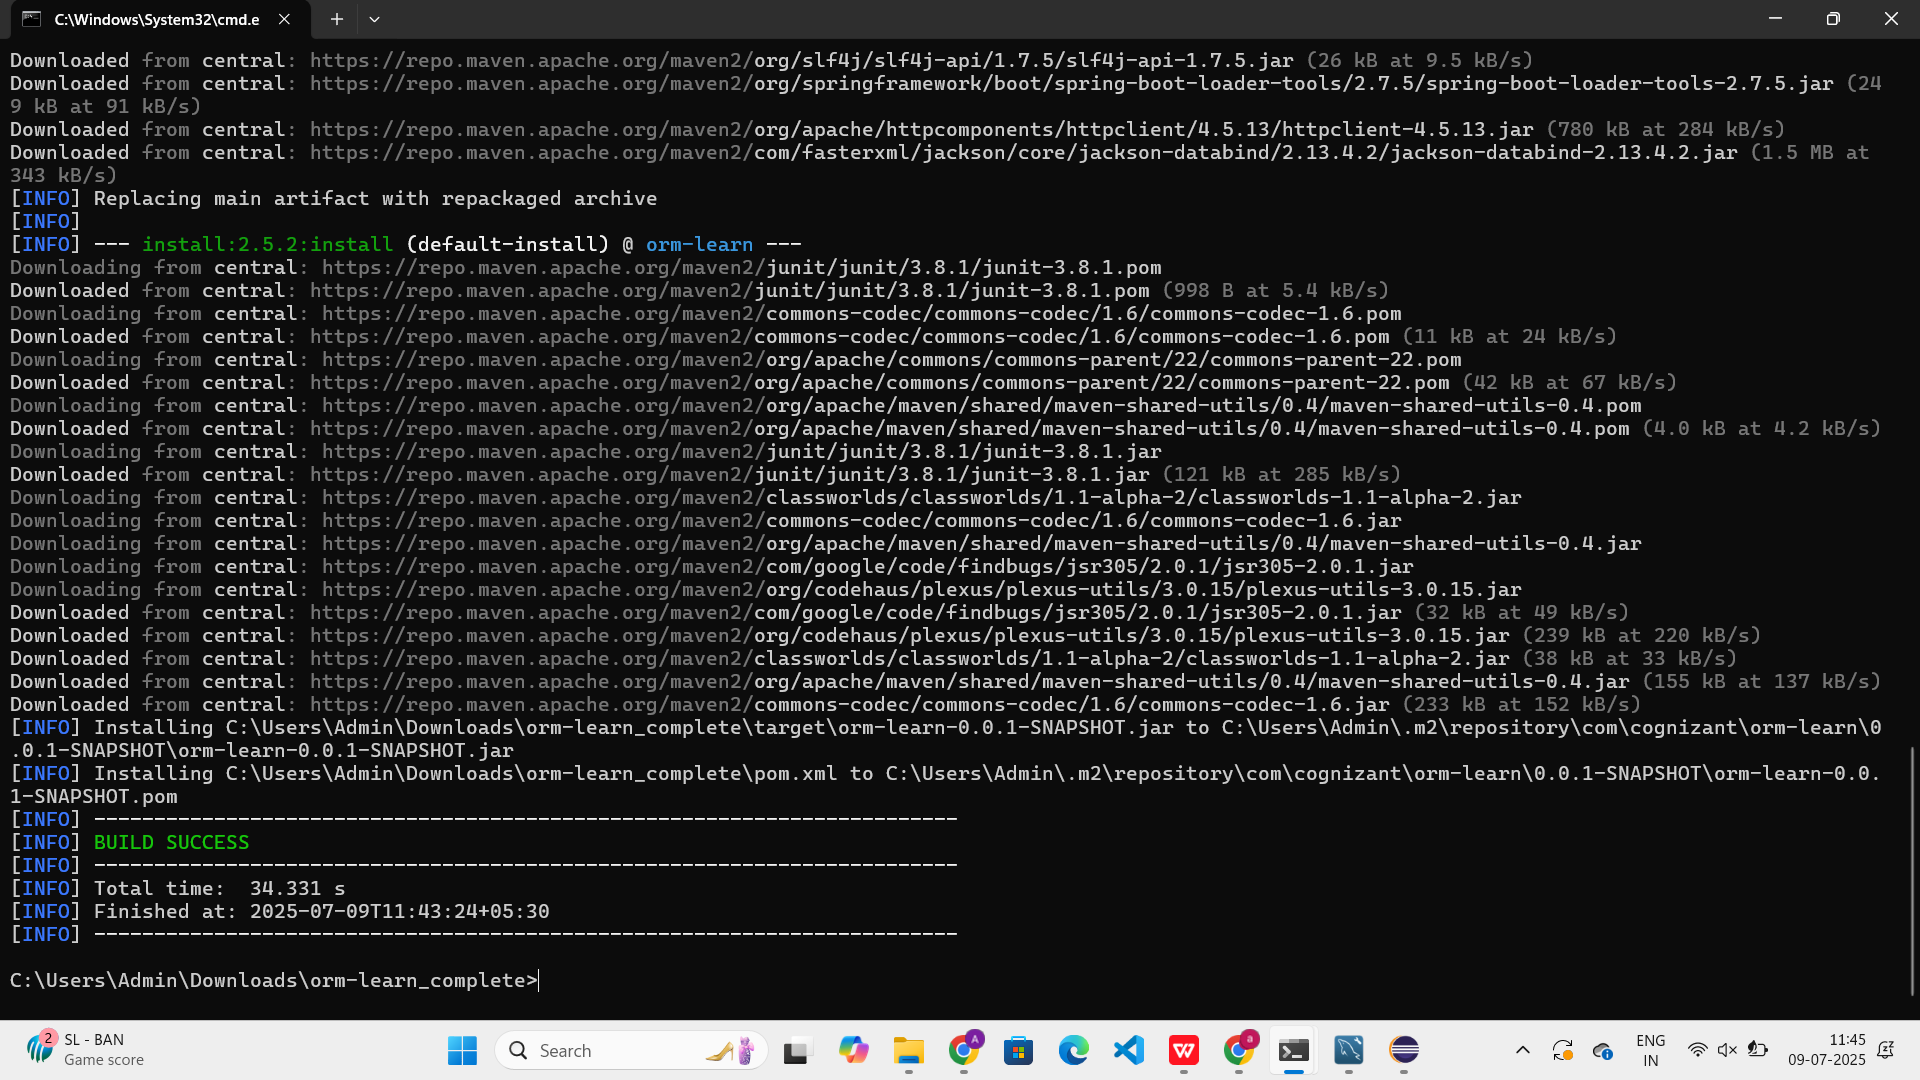 C:\Windows\System32\cmd.e
Downloaded from central: https://repo.maven.apache.org/maven2/org/slf4j/slf4j-api/1.7.5/slf4j-api-1.7.5.jar (26 kB at 9.5 kB/s)
Downloaded from central: https://repo.maven.apache.org/maven2/org/springframework/boot/spring-boot-loader-tools/2.7.5/spring-boot-loader-tools-2.7.5.jar (24
9 kB at 91 kB/s)
Downloaded from central: https://repo.maven.apache.org/maven2/org/apache/httpcomponents/httpclient/4.5.13/httpclient-4.5.13.jar (780 kB at 284 kB/s)
Downloaded from central: https://repo.maven.apache.org/maven2/com/fasterxml/jackson/core/jackson-databind/2.13.4.2/jackson-databind-2.13.4.2.jar (1.5 MB at
343 kB/s)
[INFO] Replacing main artifact with repackaged archive
[INFO]
[INFO] --- install:2.5.2:install (default-install) @ orm-learn ---
Downloading from central: https://repo.maven.apache.org/maven2/junit/junit/3.8.1/junit-3.8.1.pom
Downloaded from central: https://repo.maven.apache.org/maven2/junit/junit/3.8.1/junit-3.8.1.pom (998 B at 5.4 kB/s)
Downloading from central: https://repo.maven.apache.org/maven2/commons-codec/commons-codec/1.6/commons-codec-1.6.pom
Downloaded from central: https://repo.maven.apache.org/maven2/commons-codec/commons-codec/1.6/commons-codec-1.6.pom (11 kB at 24 kB/s)
Downloading from central: https://repo.maven.apache.org/maven2/org/apache/commons/commons-parent/22/commons-parent-22.pom
Downloaded from central: https://repo.maven.apache.org/maven2/org/apache/commons/commons-parent/22/commons-parent-22.pom (42 kB at 67 kB/s)
Downloading from central: https://repo.maven.apache.org/maven2/org/apache/maven/shared/maven-shared-utils/0.4/maven-shared-utils-0.4.pom
Downloaded from central: https://repo.maven.apache.org/maven2/org/apache/maven/shared/maven-shared-utils/0.4/maven-shared-utils-0.4.pom (4.0 kB at 4.2 kB/s)
Downloading from central: https://repo.maven.apache.org/maven2/junit/junit/3.8.1/junit-3.8.1.jar
Downloaded from central: https://repo.maven.apache.org/maven2/junit/junit/3.8.1/junit-3.8.1.jar (121 kB at 285 kB/s)
Downloading from central: https://repo.maven.apache.org/maven2/classworlds/classworlds/1.1-alpha-2/classworlds-1.1-alpha-2.jar
Downloading from central: https://repo.maven.apache.org/maven2/commons-codec/commons-codec/1.6/commons-codec-1.6.jar
Downloading from central: https://repo.maven.apache.org/maven2/org/apache/maven/shared/maven-shared-utils/0.4/maven-shared-utils-0.4.jar
Downloading from central: https://repo.maven.apache.org/maven2/com/google/code/findbugs/jsr305/2.0.1/jsr305-2.0.1.jar
Downloading from central: https://repo.maven.apache.org/maven2/org/codehaus/plexus/plexus-utils/3.0.15/plexus-utils-3.0.15.jar
Downloaded from central: https://repo.maven.apache.org/maven2/com/google/code/findbugs/jsr305/2.0.1/jsr305-2.0.1.jar (32 kB at 49 kB/s)
Downloaded from central: https://repo.maven.apache.org/maven2/org/codehaus/plexus/plexus-utils/3.0.15/plexus-utils-3.0.15.jar (239 kB at 220 kB/s)
Downloaded from central: https://repo.maven.apache.org/maven2/classworlds/classworlds/1.1-alpha-2/classworlds-1.1-alpha-2.jar (38 kB at 33 kB/s)
Downloaded from central: https://repo.maven.apache.org/maven2/org/apache/maven/shared/maven-shared-utils/0.4/maven-shared-utils-0.4.jar (155 kB at 137 kB/s)
Downloaded from central: https://repo.maven.apache.org/maven2/commons-codec/commons-codec/1.6/commons-codec-1.6.jar (233 kB at 152 kB/s)
[INFO] Installing C:\Users\Admin\Downloads\orm-learn_complete\target\orm-learn-0.0.1-SNAPSHOT.jar to C:\Users\Admin\.m2\repository\com\cognizant\orm-learn\0
.0.1-SNAPSHOT\orm-learn-0.0.1-SNAPSHOT.jar
[INFO] Installing C:\Users\Admin\Downloads\orm-learn_complete\pom.xml to C:\Users\Admin\.m2\repository\com\cognizant\orm-learn\0.0.1-SNAPSHOT\orm-learn-0.0.
1-SNAPSHOT.pom
[INFO] ------------------------------------------------------------------------
[INFO] BUILD SUCCESS
[INFO] ------------------------------------------------------------------------
[INFO] Total time:  34.331 s
[INFO] Finished at: 2025-07-09T11:43:24+05:30
[INFO] ------------------------------------------------------------------------
C:\Users\Admin\Downloads\orm-learn_complete>
2
SL - BAN
Game score
Search
A
a
ENG
IN
11:45
09-07-2025